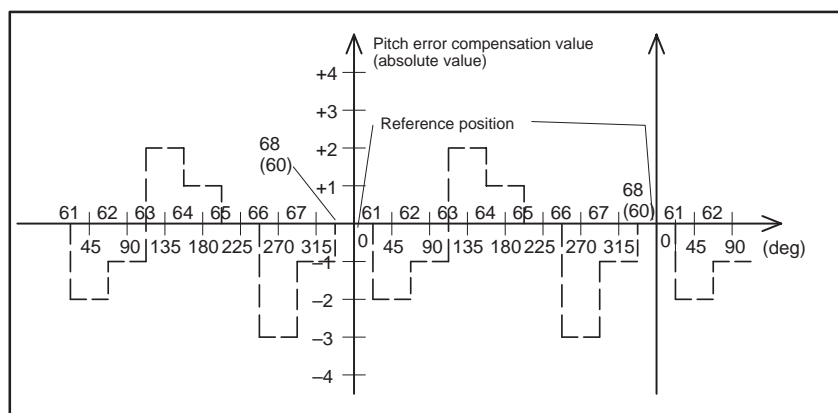 Pitch error compensation value
(absolute value)
+4
+3
Reference position
+2
68
(60)
+1
68
(60)
61 62 63 64 65 66 67 61 62 63 64 65 66 67 61 62
45 90 135 180 225 270 315 0 45 90 135 180 225 270 315 0 45 90 (deg)
–1
–2
–3
–4